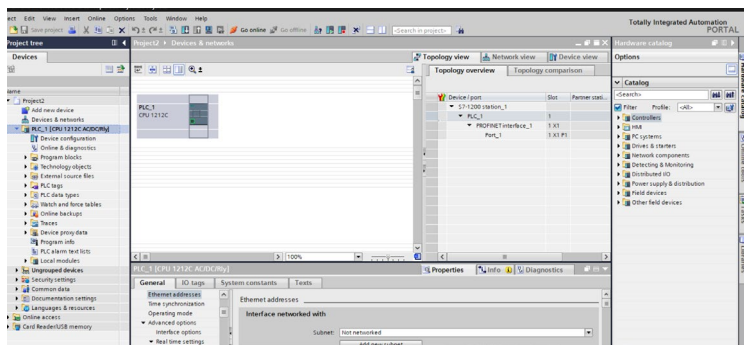 ect Edit View Insert Online Options Tools Window Help
Totally Integrated Automation
PORTAL
Save project
Go online
Go offline
<Search in project>
Project tree
Project2 Devices & networks
Hardware catalog
Devices
Topology view
Network view
Device view
Options
Topology overview
Topology comparison
Catalog
Device / port
Slot
Partner stati...
<Search>
Filter
Profile:
<All>
Project2
Add new device
Devices & networks
PLC_1 [CPU 1212C AC/DC/Rly]
Device configuration
Online & diagnostics
Program blocks
Technology objects
External source files
PLC tags
PLC data types
Watch and force tables
Online backups
Traces
Device proxy data
Program info
PLC alarm text lists
Local modules
Ungrouped devices
Security settings
Common data
Documentation settings
Languages & resources
Online access
Card Reader/USB memory
PLC_1
CPU 1212C
S7-1200 station_1
PLC_1 1
PROFINET interface_1 1 X1
Port_1 1 X1 P1
Controllers
HMI
PC systems
Drives & starters
Network components
Detecting & Monitoring
Distributed I/O
Power supply & distribution
Field devices
Other field devices
100%
PLC_1 [CPU 1212C AC/DC/Rly]
Properties
Info
Diagnostics
General
IO tags
System constants
Texts
Ethernet addresses
Time synchronization
Operating mode
Advanced options
Interface options
Real time settings
Ethernet addresses
Interface networked with
Subnet: Not networked
Add new subnet